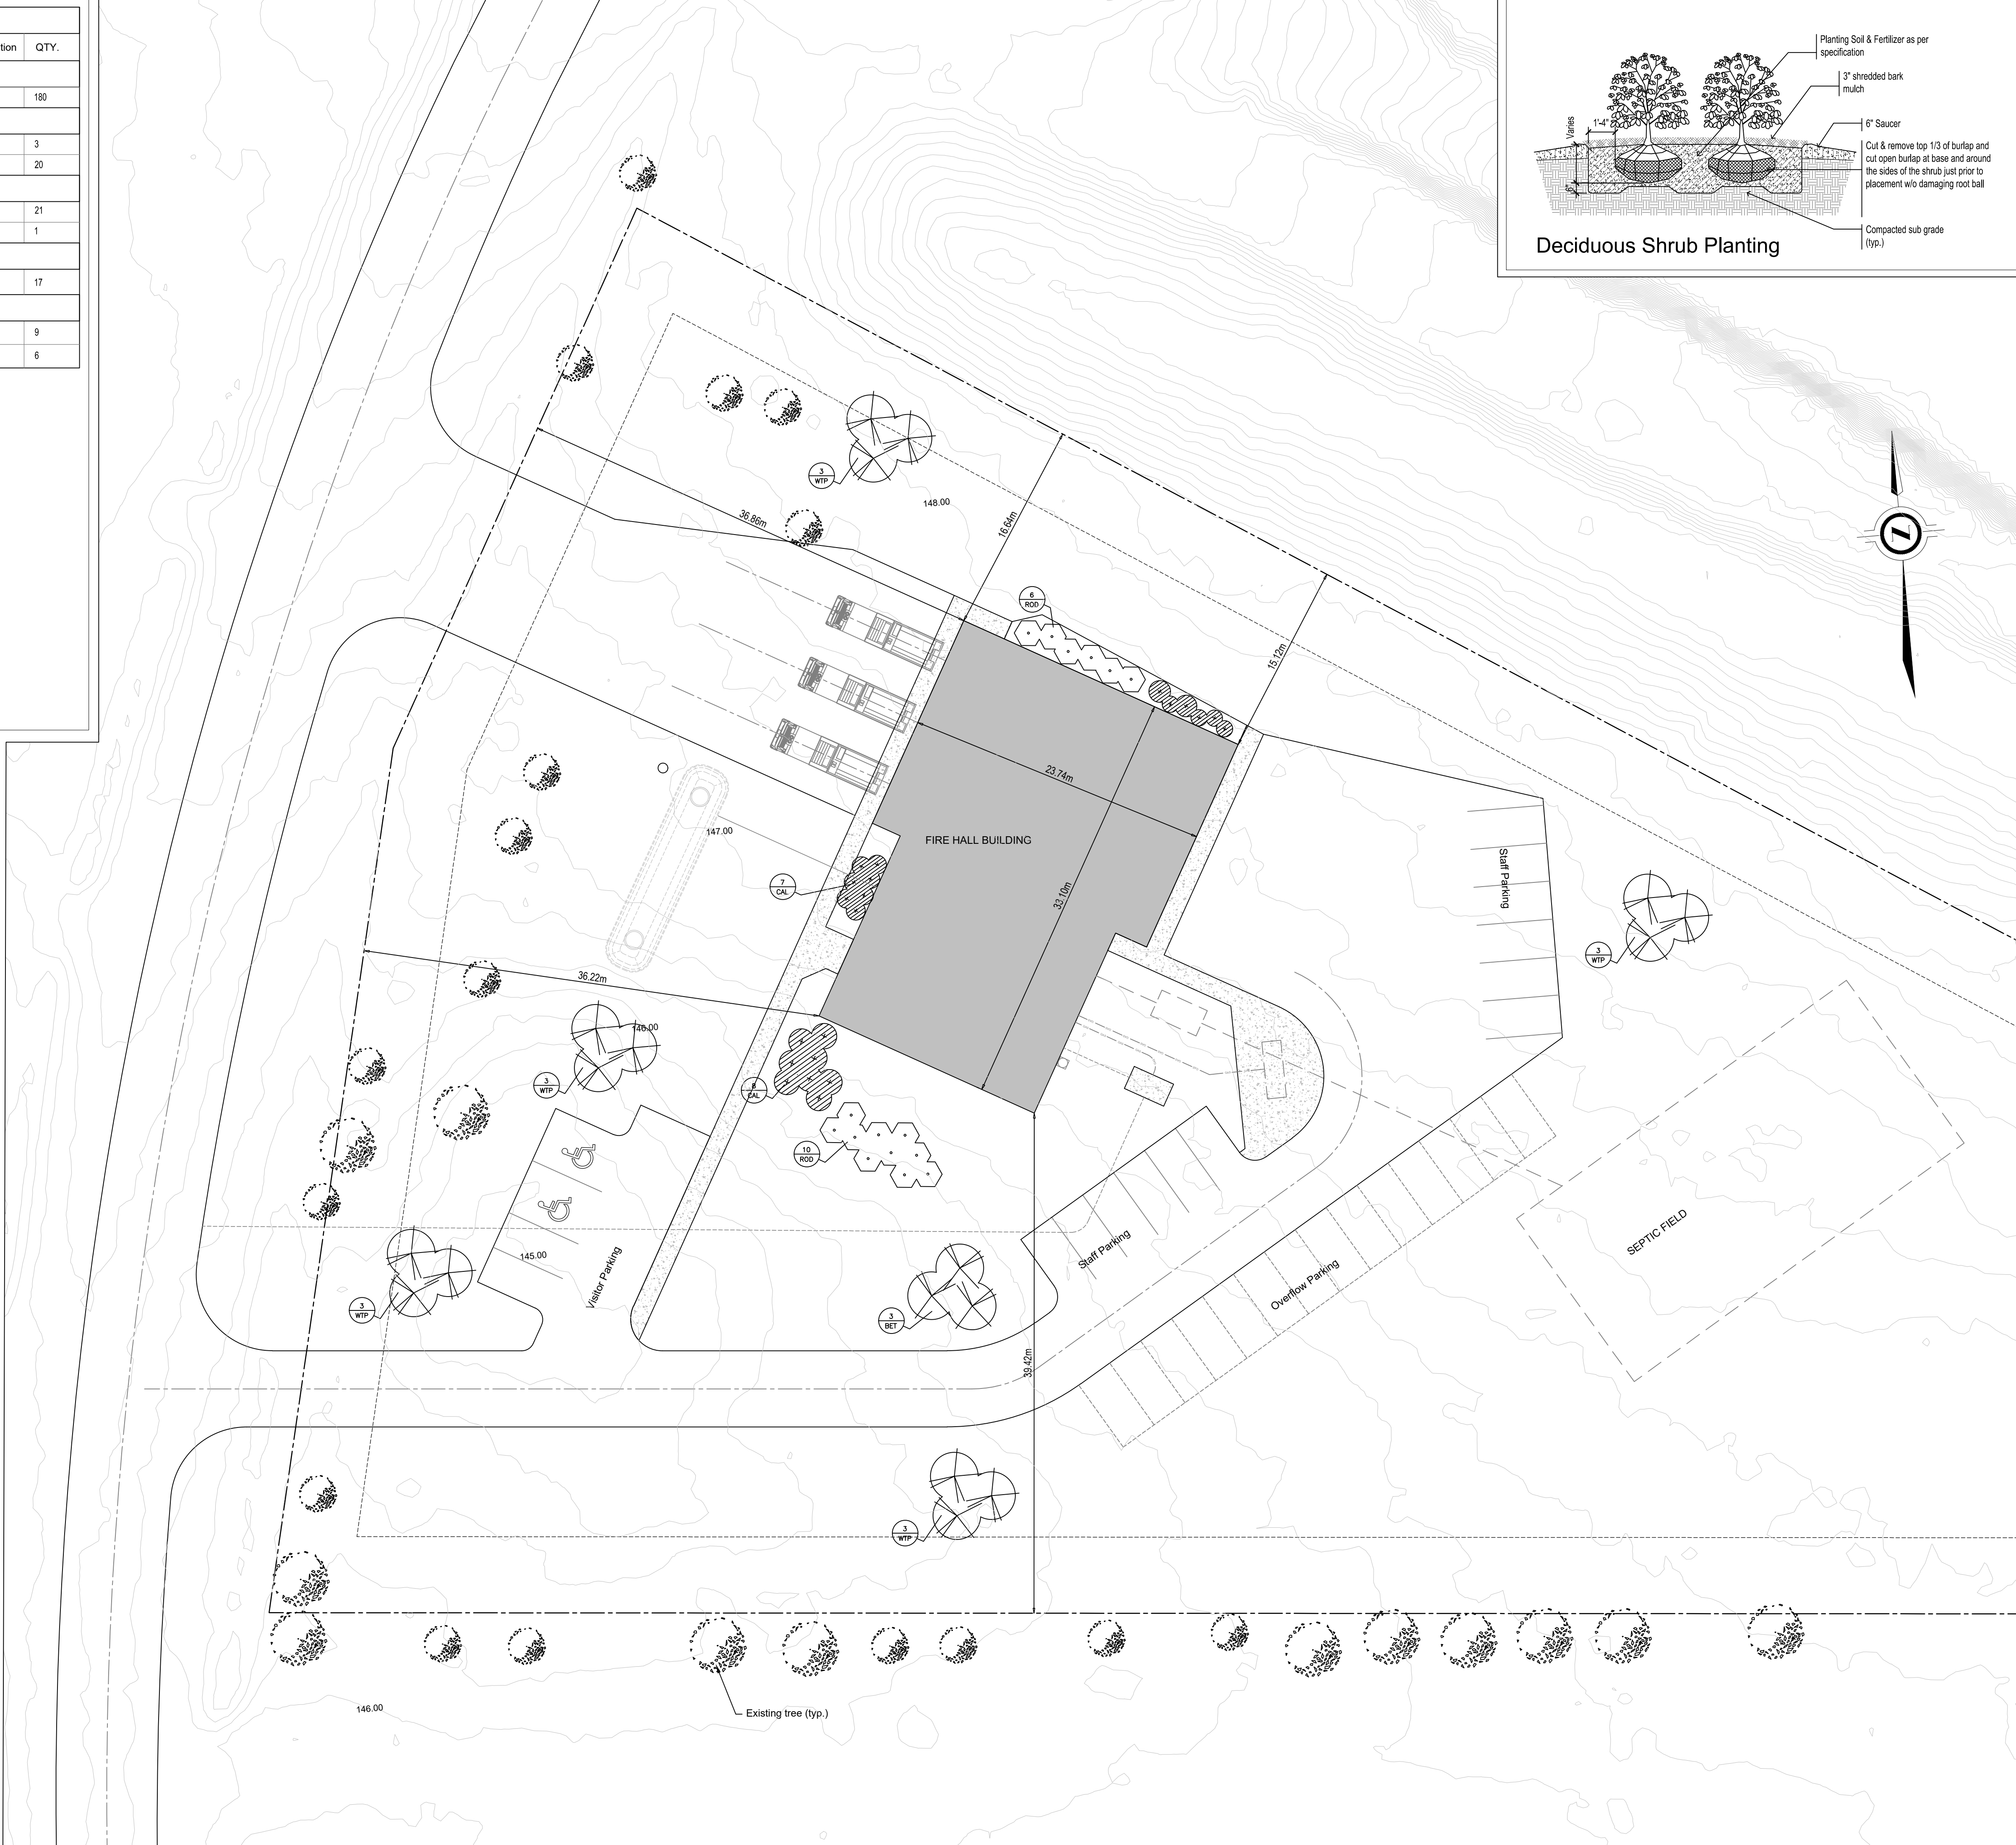 tion QTY.
180
3
20
21
1
17
9
6
Planting Soil & Fertilizer as per
specification
3" shredded bark
mulch
6" Saucer
Cut & remove top 1/3 of burlap and
cut open burlap at base and around
the sides of the shrub just prior to
placement w/o damaging root ball
Compacted sub grade
(typ.)
Varies
1'-4"
6"
Deciduous Shrub Planting
3
WTP
148.00
36.86m
16.64m
6
ROD
15.12m
Z
23.74m
147.00
FIRE HALL BUILDING
33.10m
7
CAL
Staff Parking
3
WTP
36.22m
146.00
3
WTP
8
CAL
10
ROD
145.00
Visitor Parking
3
WTP
3
BET
Staff Parking
Overflow Parking
SEPTIC FIELD
39.42m
3
WTP
Existing tree (typ.)
146.00